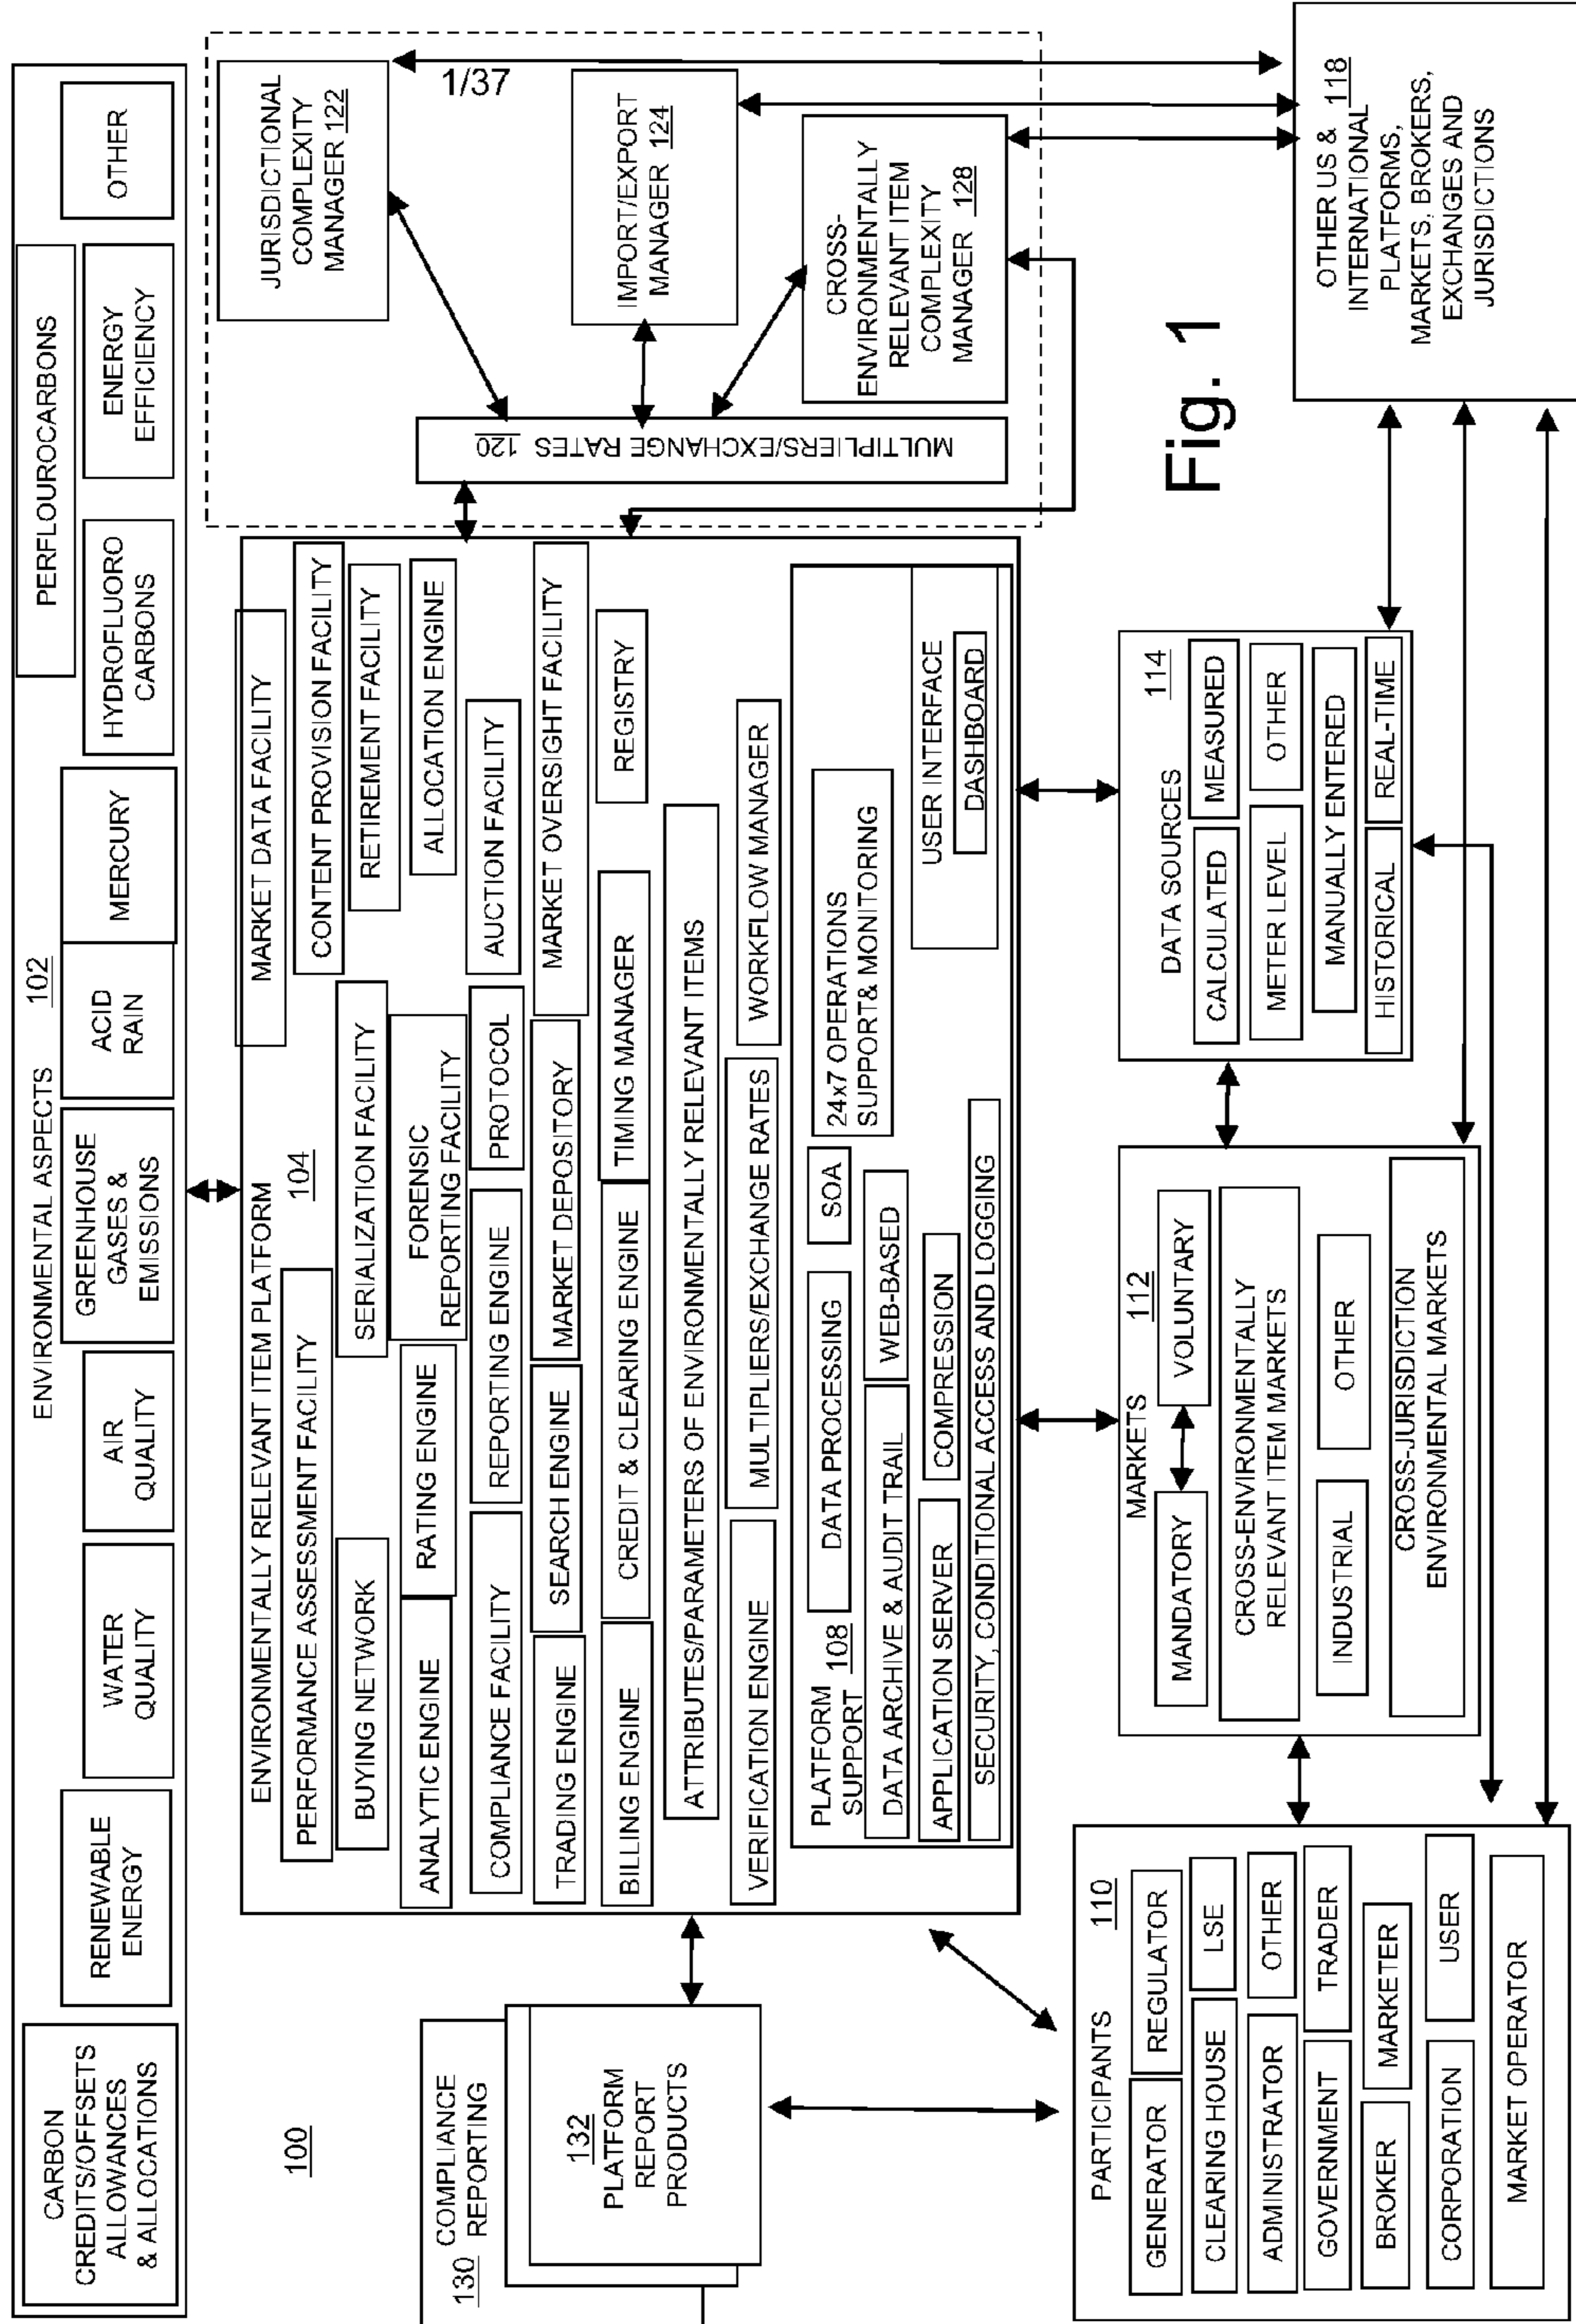 1/37
ENVIRONMENTAL ASPECTS 102
CARBON
CREDITS/OFFSETS
ALLOWANCES
& ALLOCATIONS
RENEWABLE
ENERGY
WATER
QUALITY
AIR
QUALITY
GREENHOUSE
GASES &
EMISSIONS
ACID
RAIN
MERCURY
HYDROFLUORO
CARBONS
PERFLOUROCARBONS
ENERGY
EFFICIENCY
OTHER
100
ENVIRONMENTALLY RELEVANT ITEM PLATFORM
104
MARKET DATA FACILITY
PERFORMANCE ASSESSMENT FACILITY
CONTENT PROVISION FACILITY
BUYING NETWORK
SERIALIZATION FACILITY
RETIREMENT FACILITY
ANALYTIC ENGINE
RATING ENGINE
FORENSIC
REPORTING FACILITY
ALLOCATION ENGINE
COMPLIANCE FACILITY
REPORTING ENGINE
PROTOCOL
AUCTION FACILITY
TRADING ENGINE
SEARCH ENGINE
MARKET DEPOSITORY
MARKET OVERSIGHT FACILITY
BILLING ENGINE
CREDIT & CLEARING ENGINE
TIMING MANAGER
REGISTRY
ATTRIBUTES/PARAMETERS OF ENVIRONMENTALLY RELEVANT ITEMS
VERIFICATION ENGINE
MULTIPLIERS/EXCHANGE RATES
WORKFLOW MANAGER
PLATFORM
SUPPORT 108
DATA PROCESSING
SOA
24x7 OPERATIONS
SUPPORT& MONITORING
DATA ARCHIVE & AUDIT TRAIL
WEB-BASED
USER INTERFACE
DASHBOARD
APPLICATION SERVER
COMPRESSION
SECURITY, CONDITIONAL ACCESS AND LOGGING
MULTIPLIERS/EXCHANGE RATES 120
JURISDICTIONAL
COMPLEXITY
MANAGER 122
IMPORT/EXPORT
MANAGER 124
CROSS-
ENVIRONMENTALLY
RELEVANT ITEM
COMPLEXITY
MANAGER 128
COMPLIANCE
130 REPORTING
132
PLATFORM
REPORT
PRODUCTS
PARTICIPANTS 110
GENERATOR
REGULATOR
CLEARING HOUSE
LSE
ADMINISTRATOR
OTHER
GOVERNMENT
TRADER
BROKER
MARKETER
CORPORATION
USER
MARKET OPERATOR
MARKETS 112
MANDATORY
VOLUNTARY
CROSS-ENVIRONMENTALLY
RELEVANT ITEM MARKETS
INDUSTRIAL
OTHER
CROSS-JURISDICTION
ENVIRONMENTAL MARKETS
DATA SOURCES 114
CALCULATED
MEASURED
METER LEVEL
OTHER
MANUALLY ENTERED
HISTORICAL
REAL-TIME
OTHER US & 118
INTERNATIONAL
PLATFORMS,
MARKETS, BROKERS,
EXCHANGES AND
JURISDICTIONS
Fig. 1